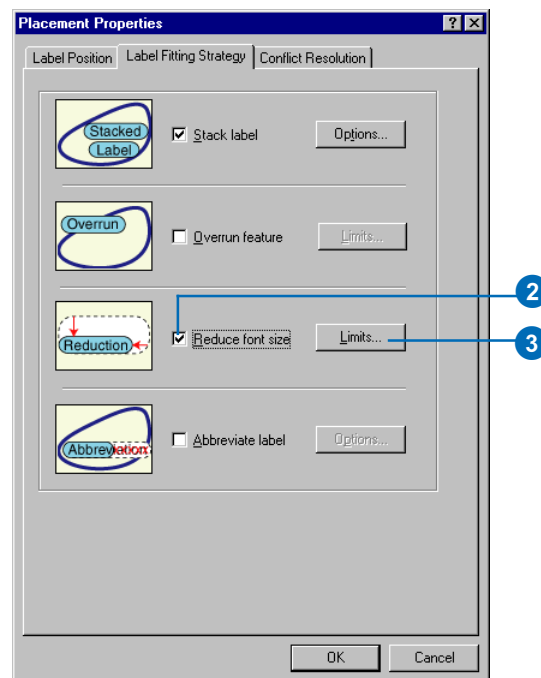 Placement Properties
? X
Label Position Label Fitting Strategy Conflict Resolution
Stacked
Label
Stack label
Options...
Overrun
Overrun feature
Limits...
2
Reduction
Reduce font size
Limits...
3
Abbreviation
Abbreviate label
Options...
OK Cancel